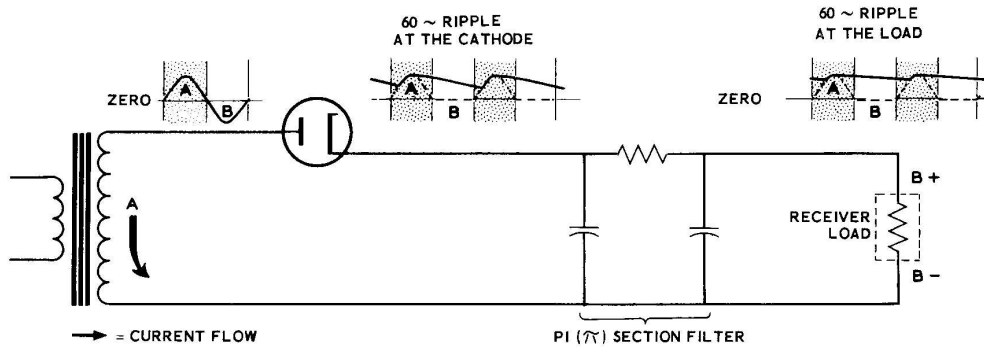 60 ~ RIPPLE
AT THE CATHODE
60 ~ RIPPLE
AT THE LOAD
ZERO
A
B
A
B
ZERO
A
B
A
B +
RECEIVER
LOAD
B -
= CURRENT FLOW
PI (π) SECTION FILTER